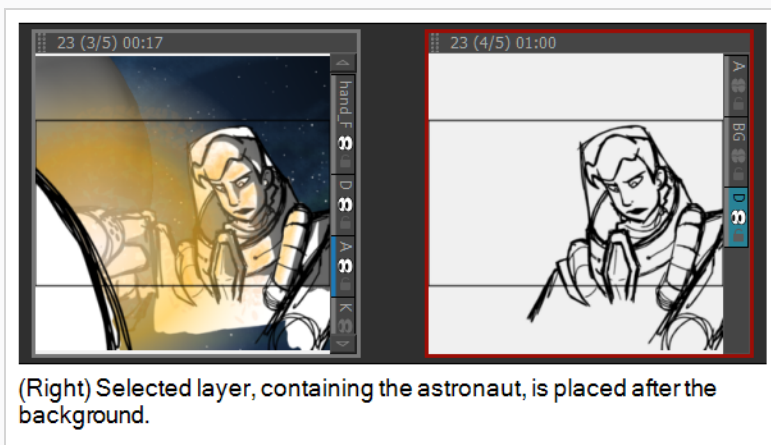 23 (3/5) 00:17
23 (4/5) 01:00
hand_F
D
A
K
A
BG
D
(Right) Selected layer, containing the astronaut, is placed after the
background.